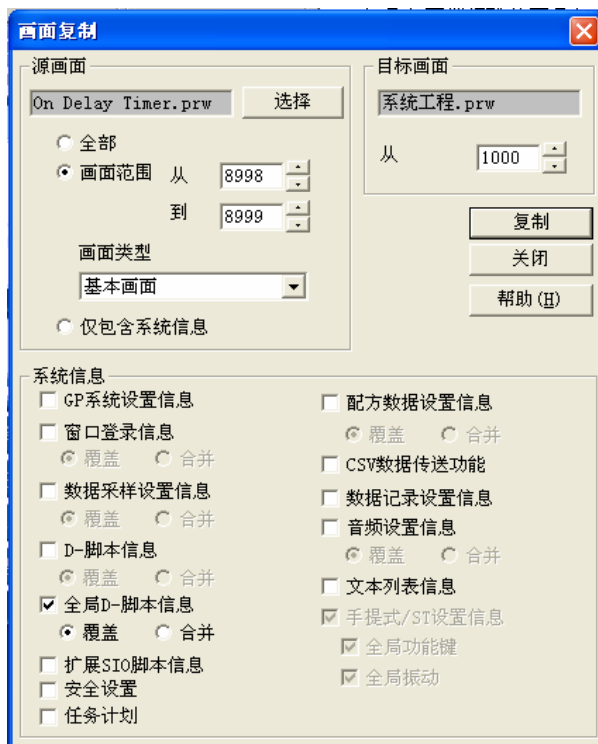 画面复制
源画面
On Delay Timer.prw
选择
全部
画面范围 从 8998
到 8999
画面类型
基本画面
仅包含系统信息
目标画面
系统工程.prw
从 1000
复制
关闭
帮助(H)
系统信息
GP系统设置信息
窗口登录信息
覆盖 合并
数据采样设置信息
覆盖 合并
D-脚本信息
覆盖 合并
全局D-脚本信息
覆盖 合并
扩展SIO脚本信息
安全设置
任务计划
配方数据设置信息
覆盖 合并
CSV数据传送功能
数据记录设置信息
音频设置信息
覆盖 合并
文本列表信息
手提式/ST设置信息
全局功能键
全局振动